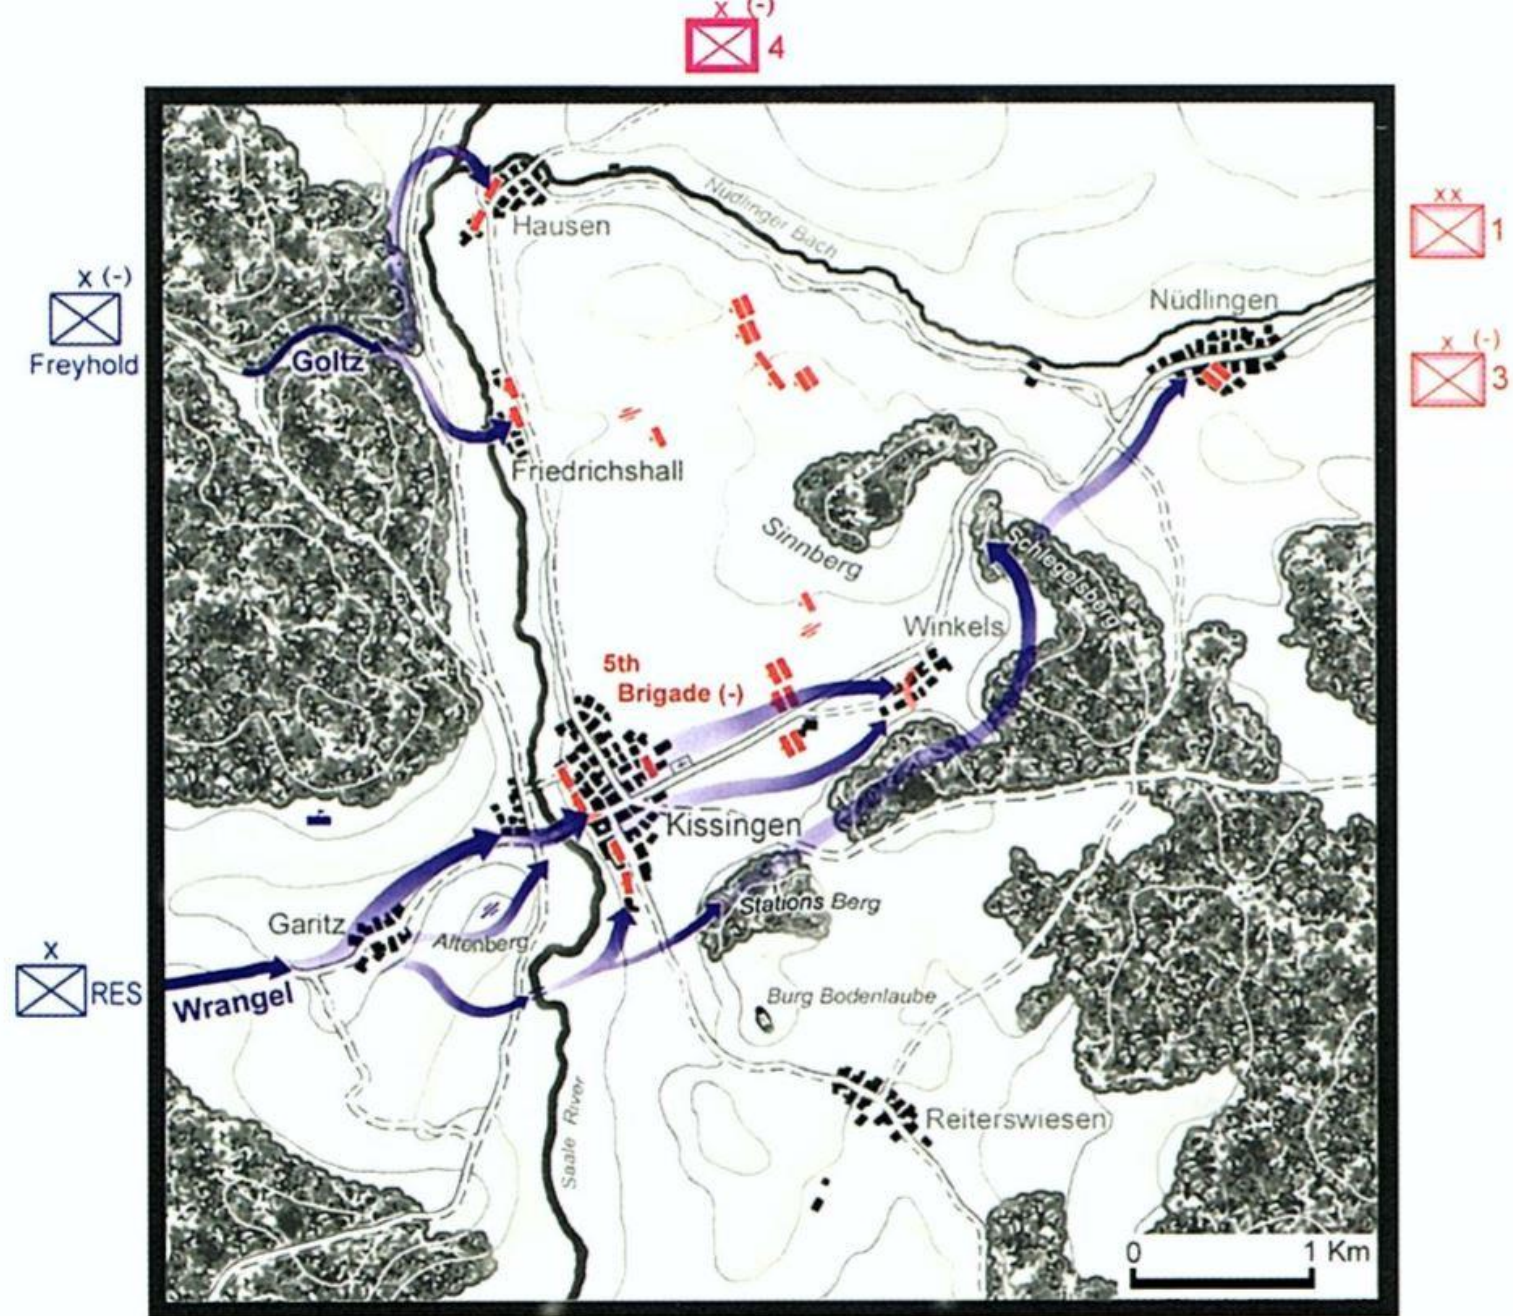 x (-)
4
Nüdlinger Bach
Hausen
xx
1
x (-)
Freyhold
Nüdlingen
Goltz
x (-)
3
Friedrichshall
Sinnberg
Schlegelsberg
Winkels
5th
Brigade (-)
Kissingen
Garitz
Altenberg
Stations Berg
x
RES
Wrangel
Burg Bodenlaube
Saale River
Reiterswiesen
0 1 Km